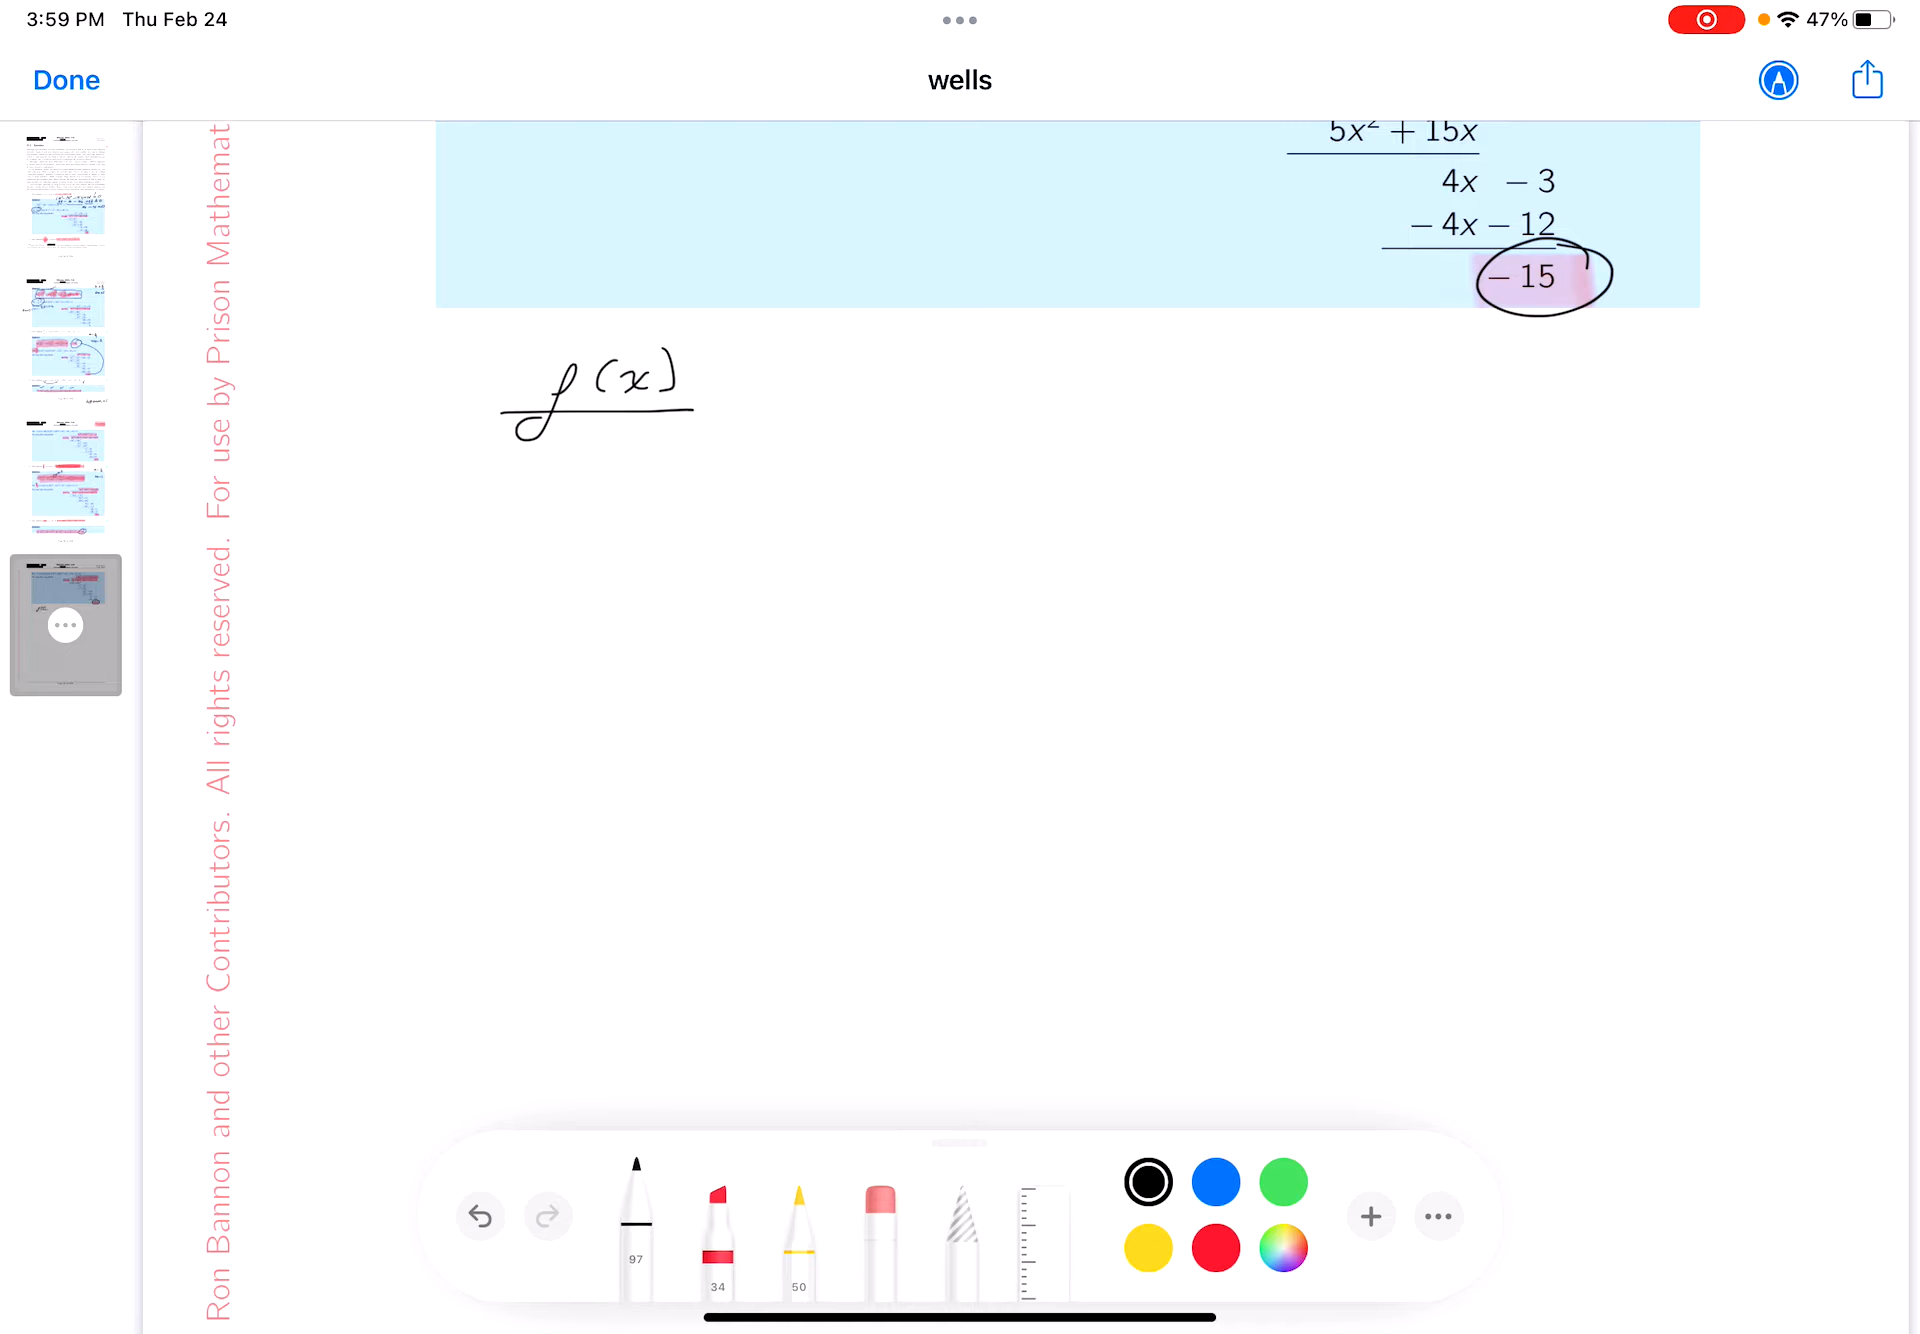 3:59 PM Thu Feb 24
47%
Done
wells
5x² + 15x
4x − 3
− 4x − 12
− 15
f(x)
Ron Bannon and other Contributors. All rights reserved. For use by Prison Mathemat
97
34
50